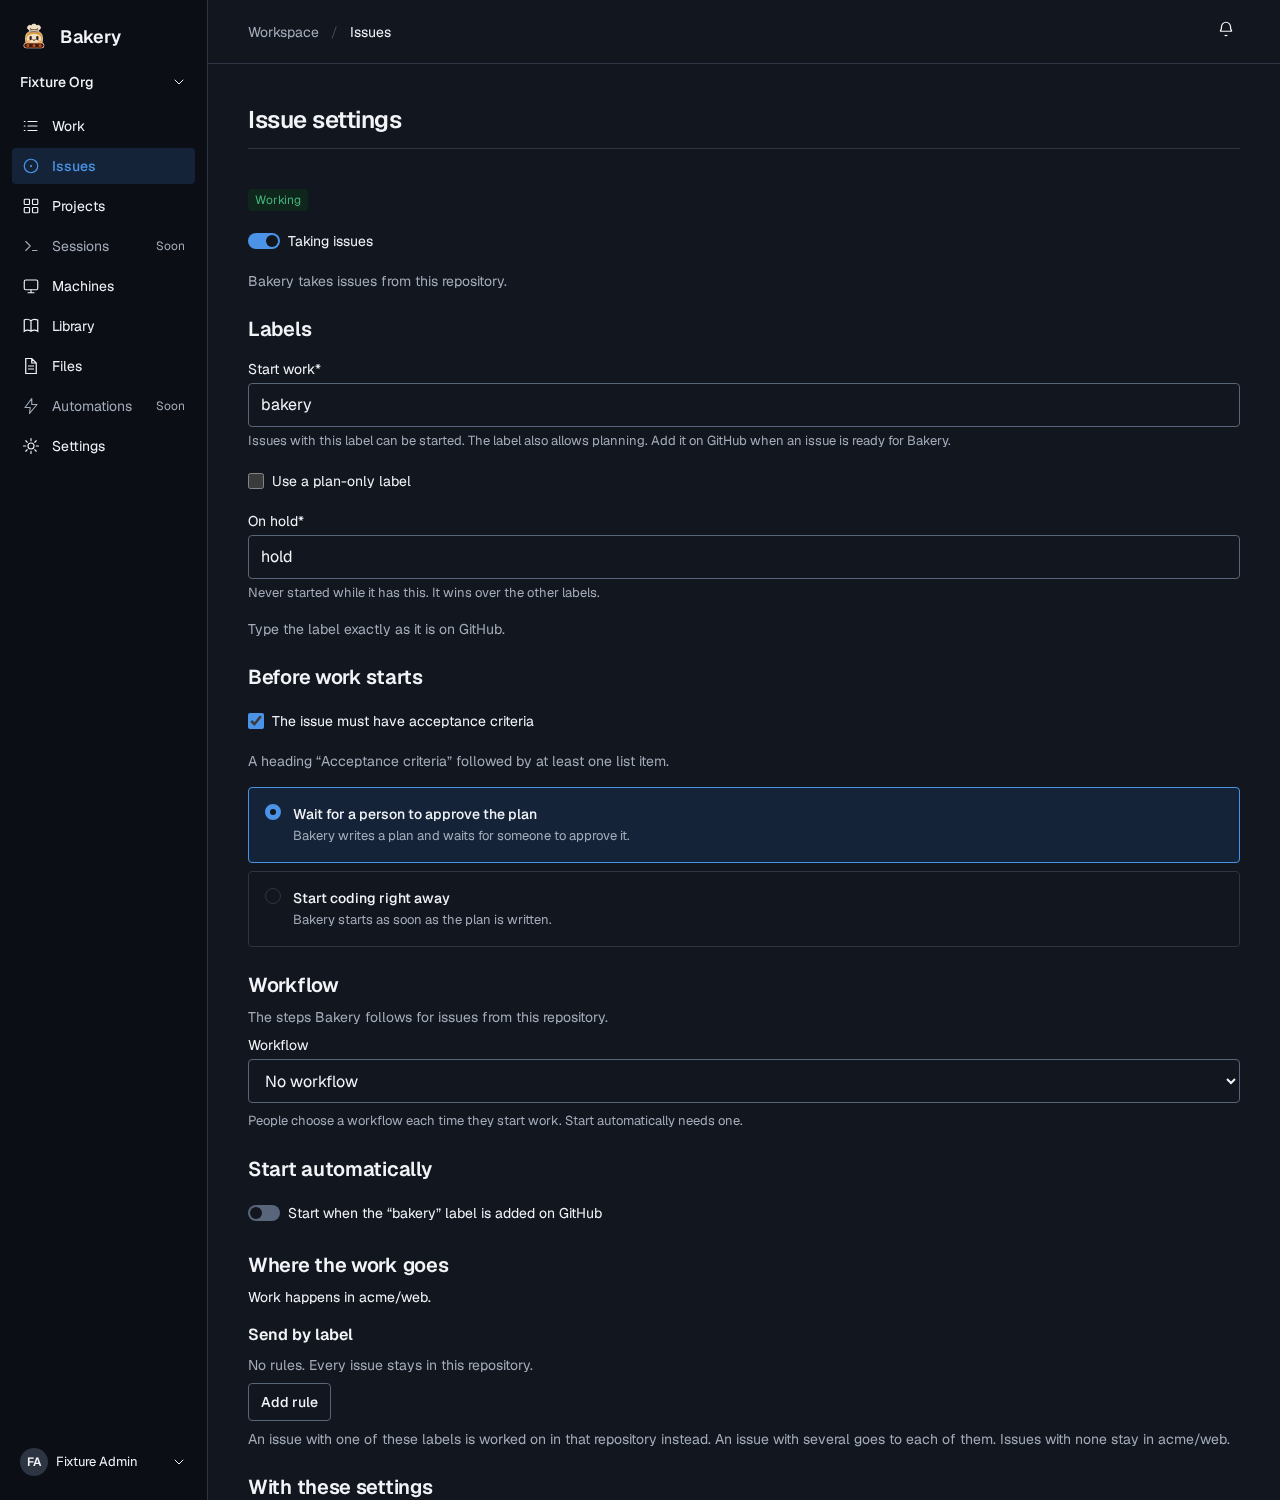 Bakery
Fixture Org
Work
Issues
Projects
Sessions Soon
Machines
Library
Files
Automations Soon
Settings
FA Fixture Admin
Workspace / Issues
Issue settings
Working
Taking issues
Bakery takes issues from this repository.
Labels
Start work*
bakery
Issues with this label can be started. The label also allows planning. Add it on GitHub when an issue is ready for Bakery.
Use a plan-only label
On hold*
hold
Never started while it has this. It wins over the other labels.
Type the label exactly as it is on GitHub.
Before work starts
The issue must have acceptance criteria
A heading “Acceptance criteria” followed by at least one list item.
Wait for a person to approve the plan
Bakery writes a plan and waits for someone to approve it.
Start coding right away
Bakery starts as soon as the plan is written.
Workflow
The steps Bakery follows for issues from this repository.
Workflow
No workflow
People choose a workflow each time they start work. Start automatically needs one.
Start automatically
Start when the “bakery” label is added on GitHub
Where the work goes
Work happens in acme/web.
Send by label
No rules. Every issue stays in this repository.
Add rule
An issue with one of these labels is worked on in that repository instead. An issue with several goes to each of them. Issues with none stay in acme/web.
With these settings